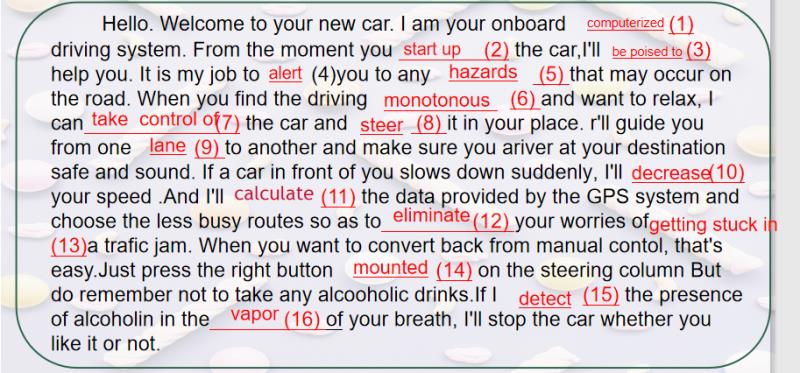 Hello. Welcome to your new car. I am your onboard computerized (1)
driving system. From the moment you start up (2) the car,I'll be poised to (3)
help you. It is my job to alert (4)you to any hazards (5) that may occur on
the road. When you find the driving monotonous (6) and want to relax, I
can take control of(7) the car and steer (8) it in your place. r'll guide you
from one lane (9) to another and make sure you ariver at your destination
safe and sound. If a car in front of you slows down suddenly, I'll decrease(10)
your speed .And I'll calculate (11) the data provided by the GPS system and
choose the less busy routes so as to eliminate (12) your worries of getting stuck in
(13)a trafic jam. When you want to convert back from manual contol, that's
easy.Just press the right button mounted (14) on the steering column But
do remember not to take any alcooholic drinks.If I detect (15) the presence
of alcoholin in the vapor (16) of your breath, I'll stop the car whether you
like it or not.